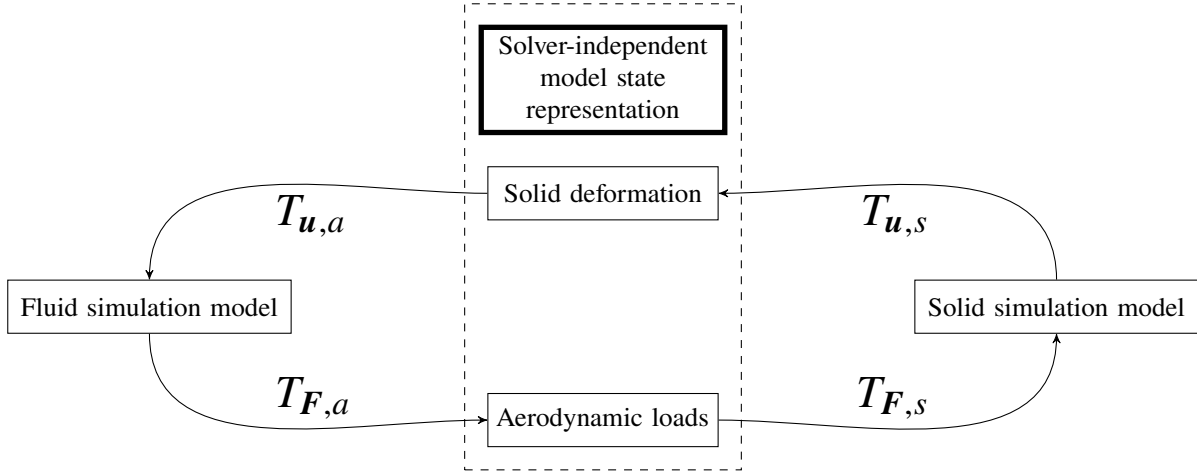 Solver-independent
model state
representation
Solid deformation
T_{u,a}
T_{u,s}
Fluid simulation model
Solid simulation model
T_{F,a}
Aerodynamic loads
T_{F,s}